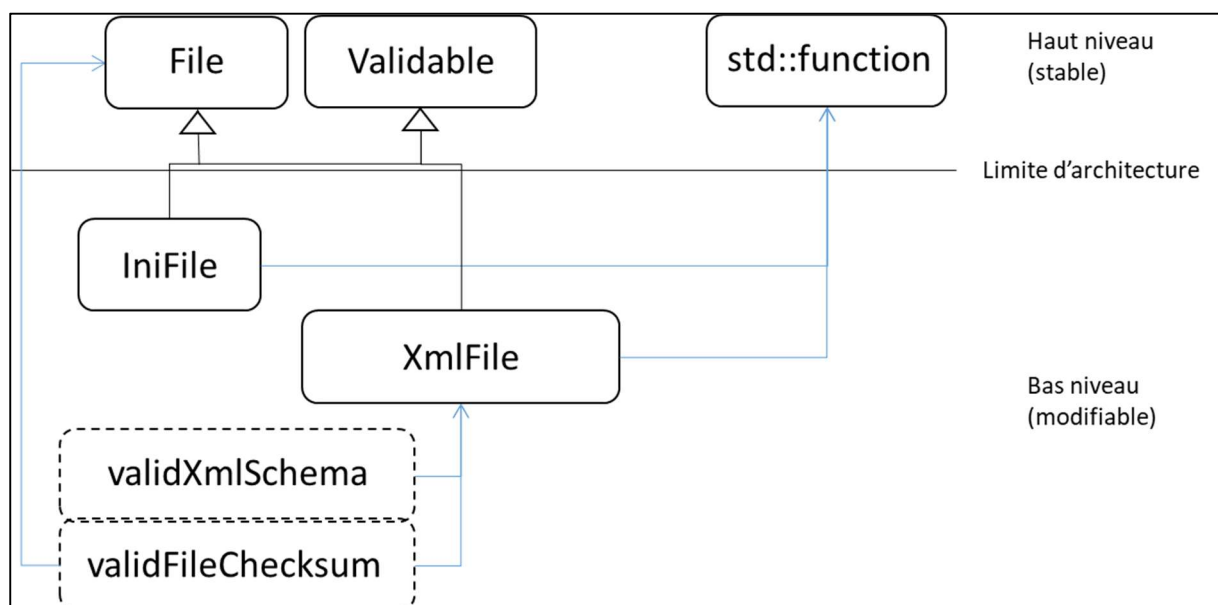 File
Validable
std::function
Haut niveau
(stable)
Limite d'architecture
IniFile
XmlFile
Bas niveau
(modifiable)
validXmlSchema
validFileChecksum